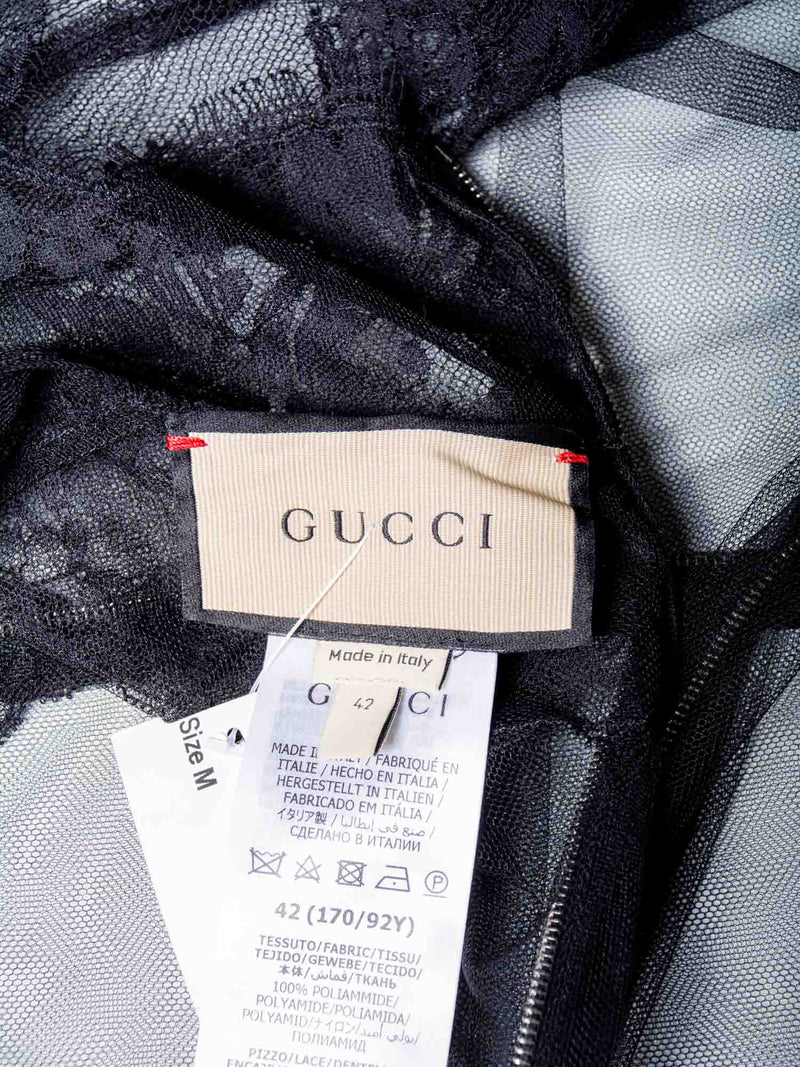 GUCCI
Made in Italy
42
Size M
GUCCI
MADE IN ITALY / FABRIQUÉ EN
ITALIE / HECHO EN ITALIA /
HERGESTELLT IN ITALIEN /
FABRICADO EM ITÁLIA /
イタリア製 / صنع في إيطاليا /
СДЕЛАНО В ИТАЛИИ
P
42 (170/92Y)
TESSUTO/FABRIC/TISSU/
TEJIDO/GEWEBE/TECIDO/
本体/قماش/ТКАНЬ
100% POLIAMMIDE/
POLYAMIDE/POLIAMIDA/
POLYAMID/ナイロン/بولي أميد/
ПОЛИАМИД
PIZZO/LACE/DENTEL